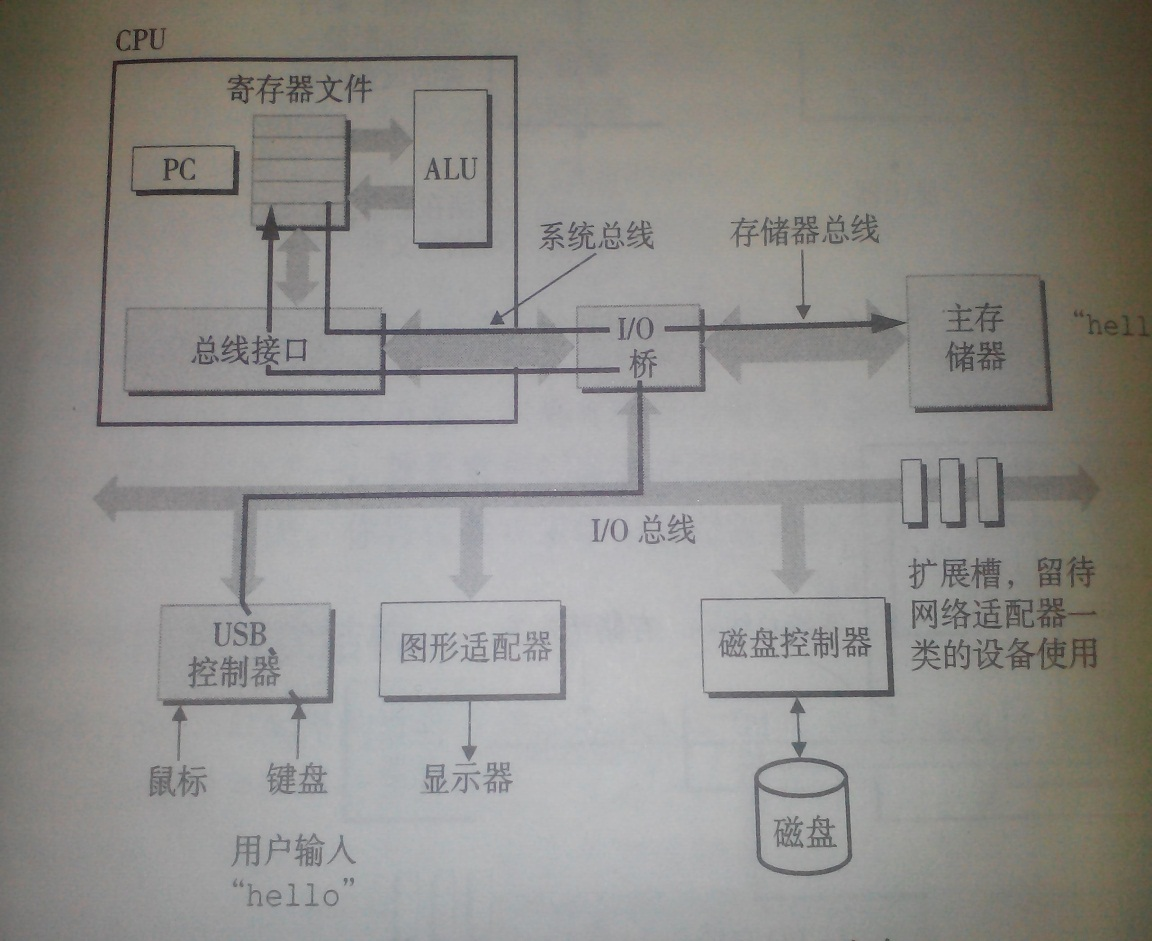 CPU
寄存器文件
PC
ALU
系统总线
存储器总线
总线接口
I/O
桥
主存
储器
“hell
I/O 总线
扩展槽，留待
网络适配器一
类的设备使用
USB
控制器
图形适配器
磁盘控制器
鼠标
键盘
显示器
磁盘
用户输入
“hello”